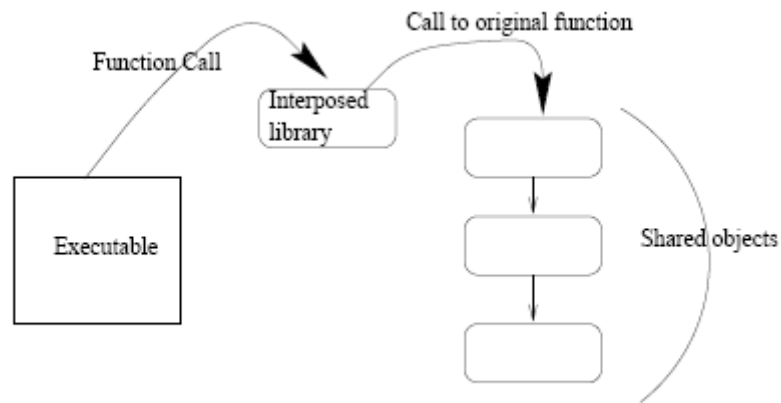 Call to original function
Function Call
Interposed
library
Executable
Shared objects